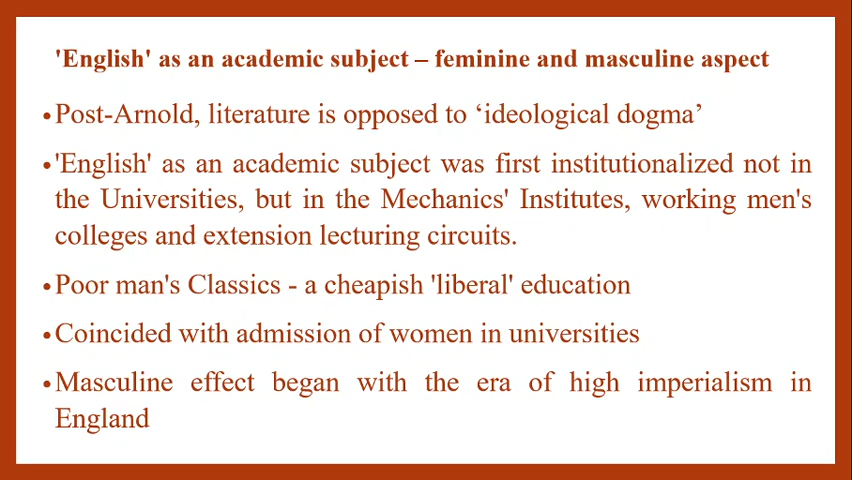 'English' as an academic subject – feminine and masculine aspect
•Post-Arnold, literature is opposed to ‘ideological dogma’
•'English' as an academic subject was first institutionalized not in
the Universities, but in the Mechanics' Institutes, working men's
colleges and extension lecturing circuits.
•Poor man's Classics - a cheapish 'liberal' education
•Coincided with admission of women in universities
•Masculine effect began with the era of high imperialism in
England